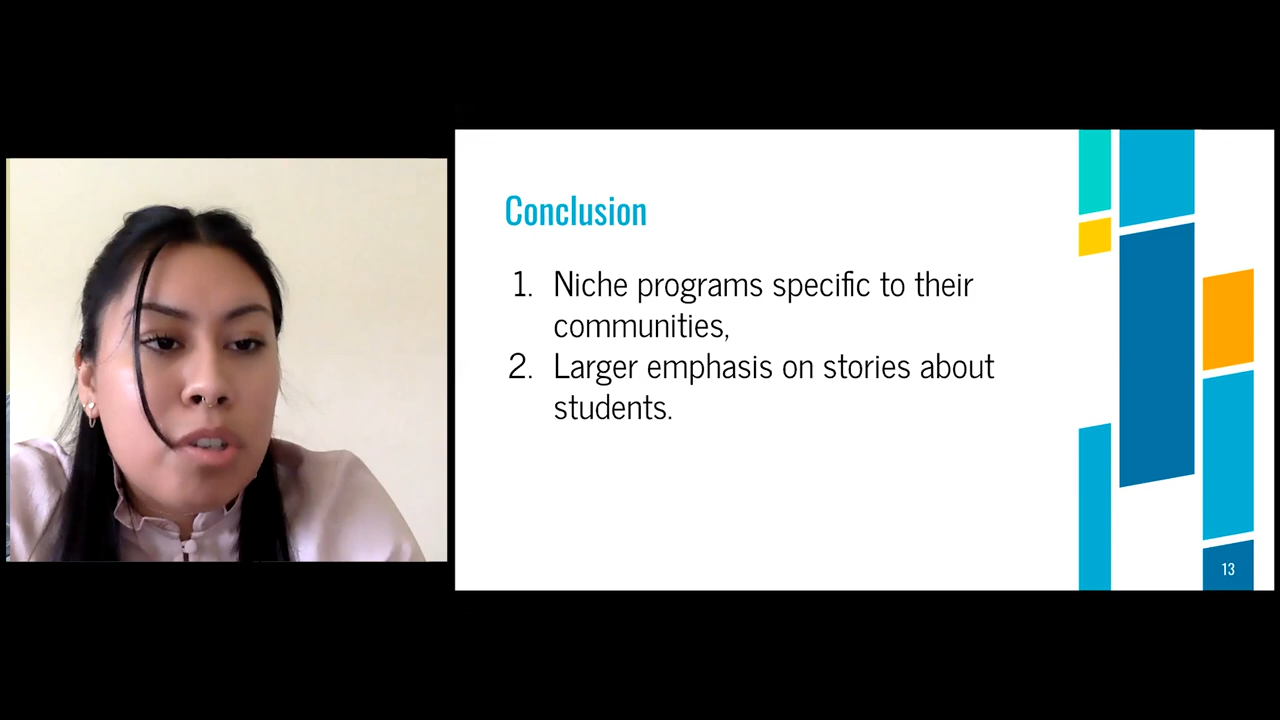 Conclusion
1. Niche programs specific to their
communities,
2. Larger emphasis on stories about
students.
13